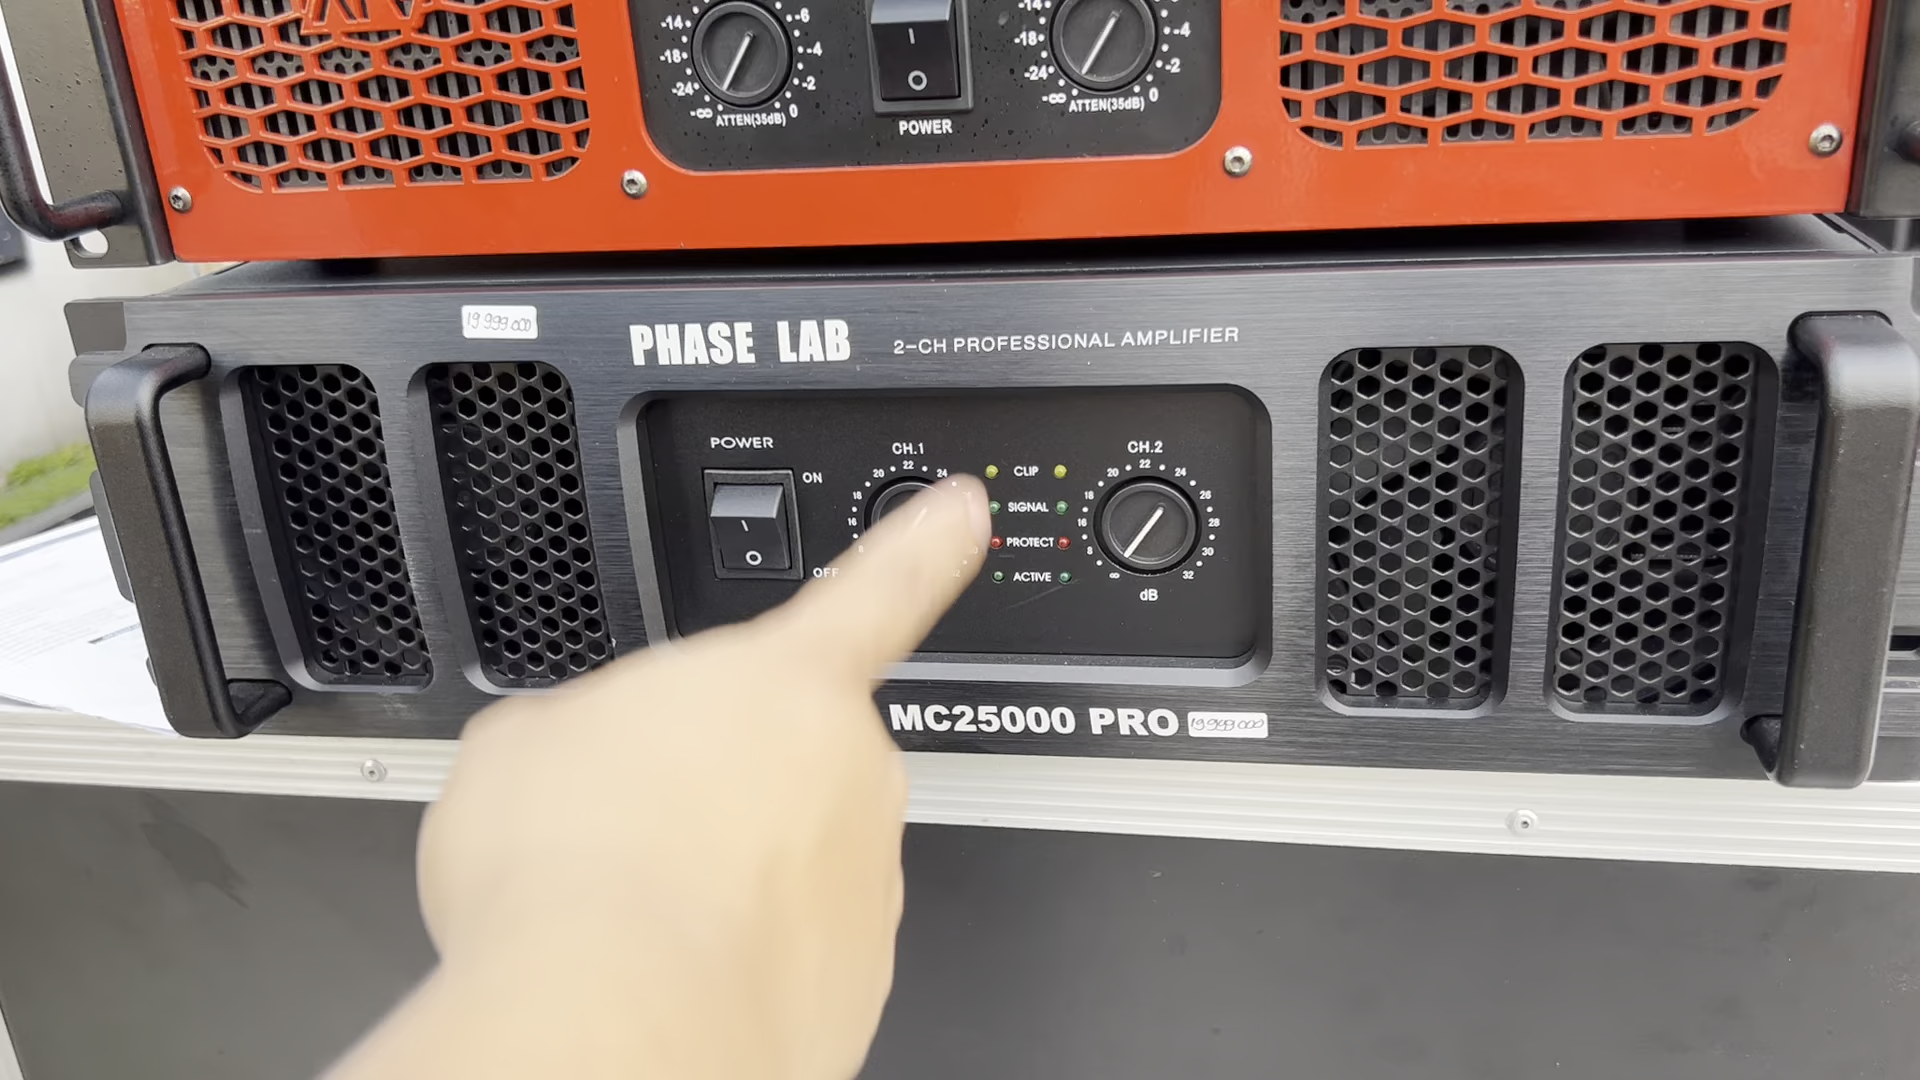 -14
-6
-18
-4
-24
-2
-∞
0
ATTEN(35dB)
POWER
-14
-18
-4
-24
-2
-∞
0
ATTEN(35dB)
19 999 000
PHASE LAB
2-CH PROFESSIONAL AMPLIFIER
POWER
ON
OFF
CH.1
20 22 24
18
16
8
32
CLIP
SIGNAL
PROTECT
ACTIVE
CH.2
20 22 24
18 26
16 28
8 30
∞ 32
dB
MC25000 PRO
19 999 000